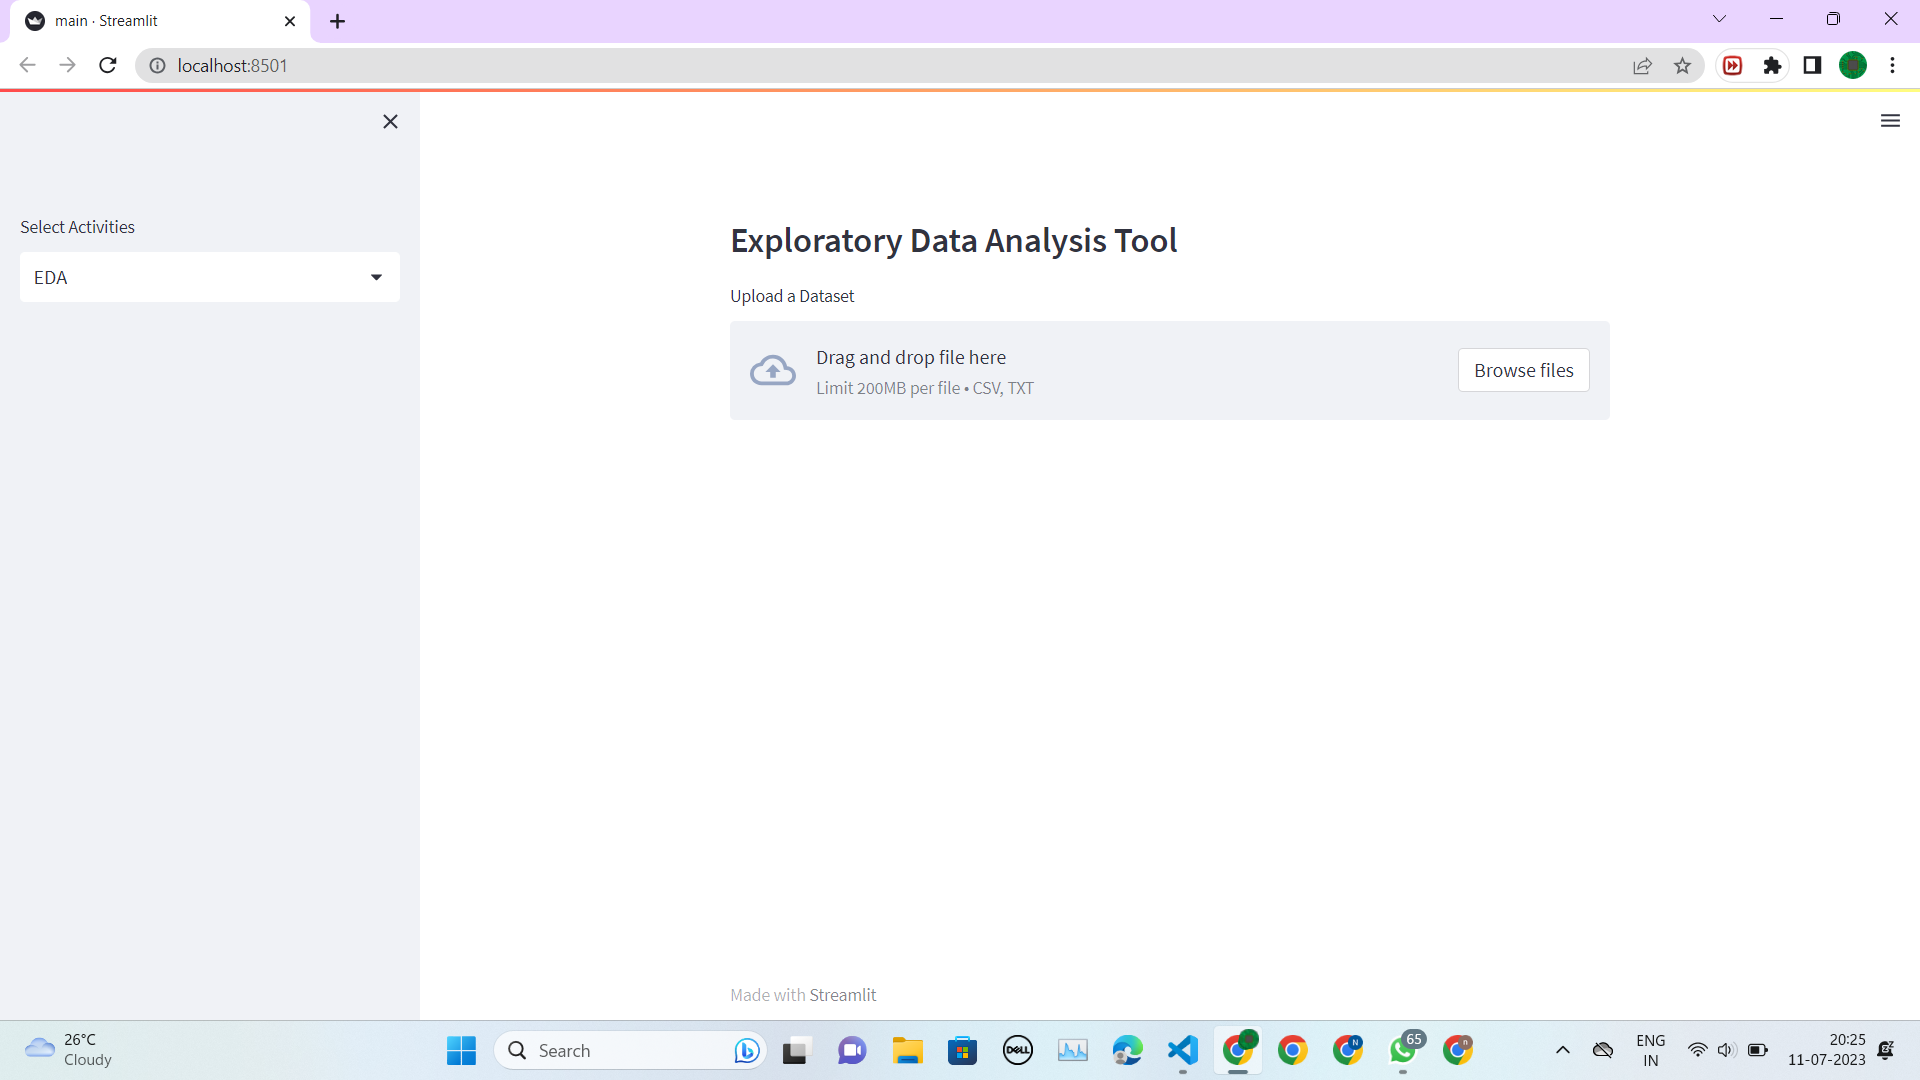 main · Streamlit
localhost:8501
Select Activities
EDA
Exploratory Data Analysis Tool
Upload a Dataset
Drag and drop file here
Limit 200MB per file • CSV, TXT
Browse files
Made with Streamlit
26°C
Cloudy
Search
DELL
N
65
n
ENG
IN
20:25
11-07-2023